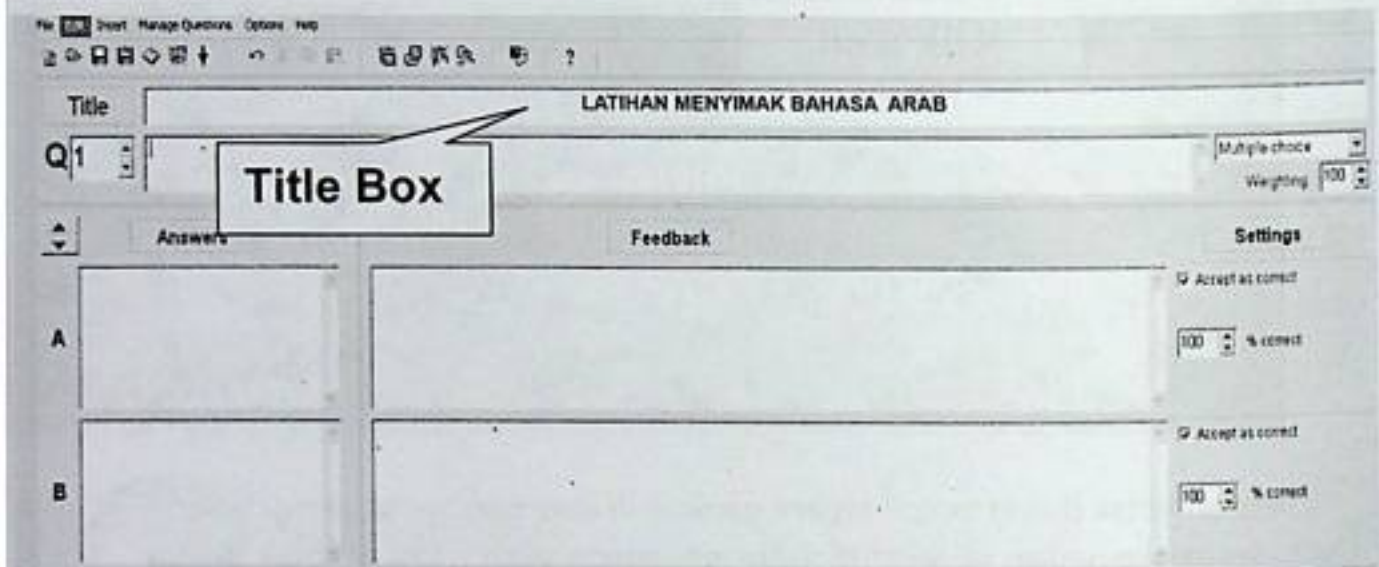 File Edit Insert Manage Questions Options Help
?
Title LATIHAN MENYIMAK BAHASA ARAB
Q 1 Multiple choice
Title Box
Weighting 100
Answers Feedback Settings
Accept as correct
A 100 % correct
Accept as correct
B 100 % correct